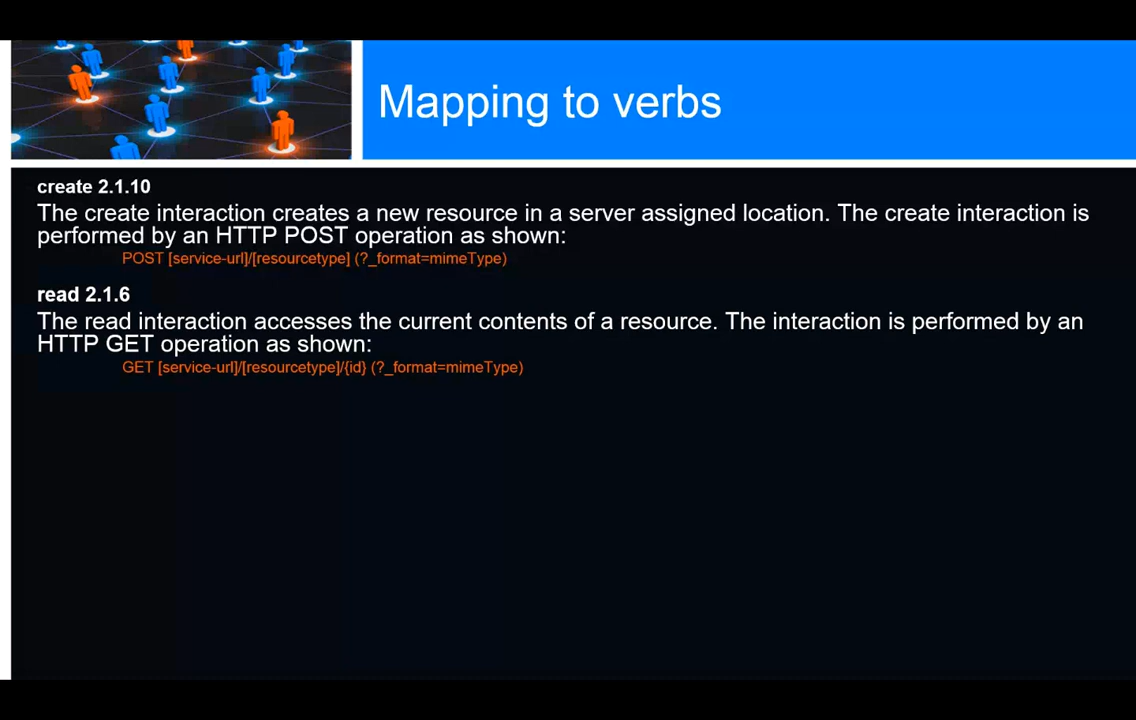 Mapping to verbs
create 2.1.10
The create interaction creates a new resource in a server assigned location. The create interaction is
performed by an HTTP POST operation as shown:
POST [service-url]/[resourcetype] (?_format=mimeType)
read 2.1.6
The read interaction accesses the current contents of a resource. The interaction is performed by an
HTTP GET operation as shown:
GET [service-url]/[resourcetype]/{id} (?_format=mimeType)